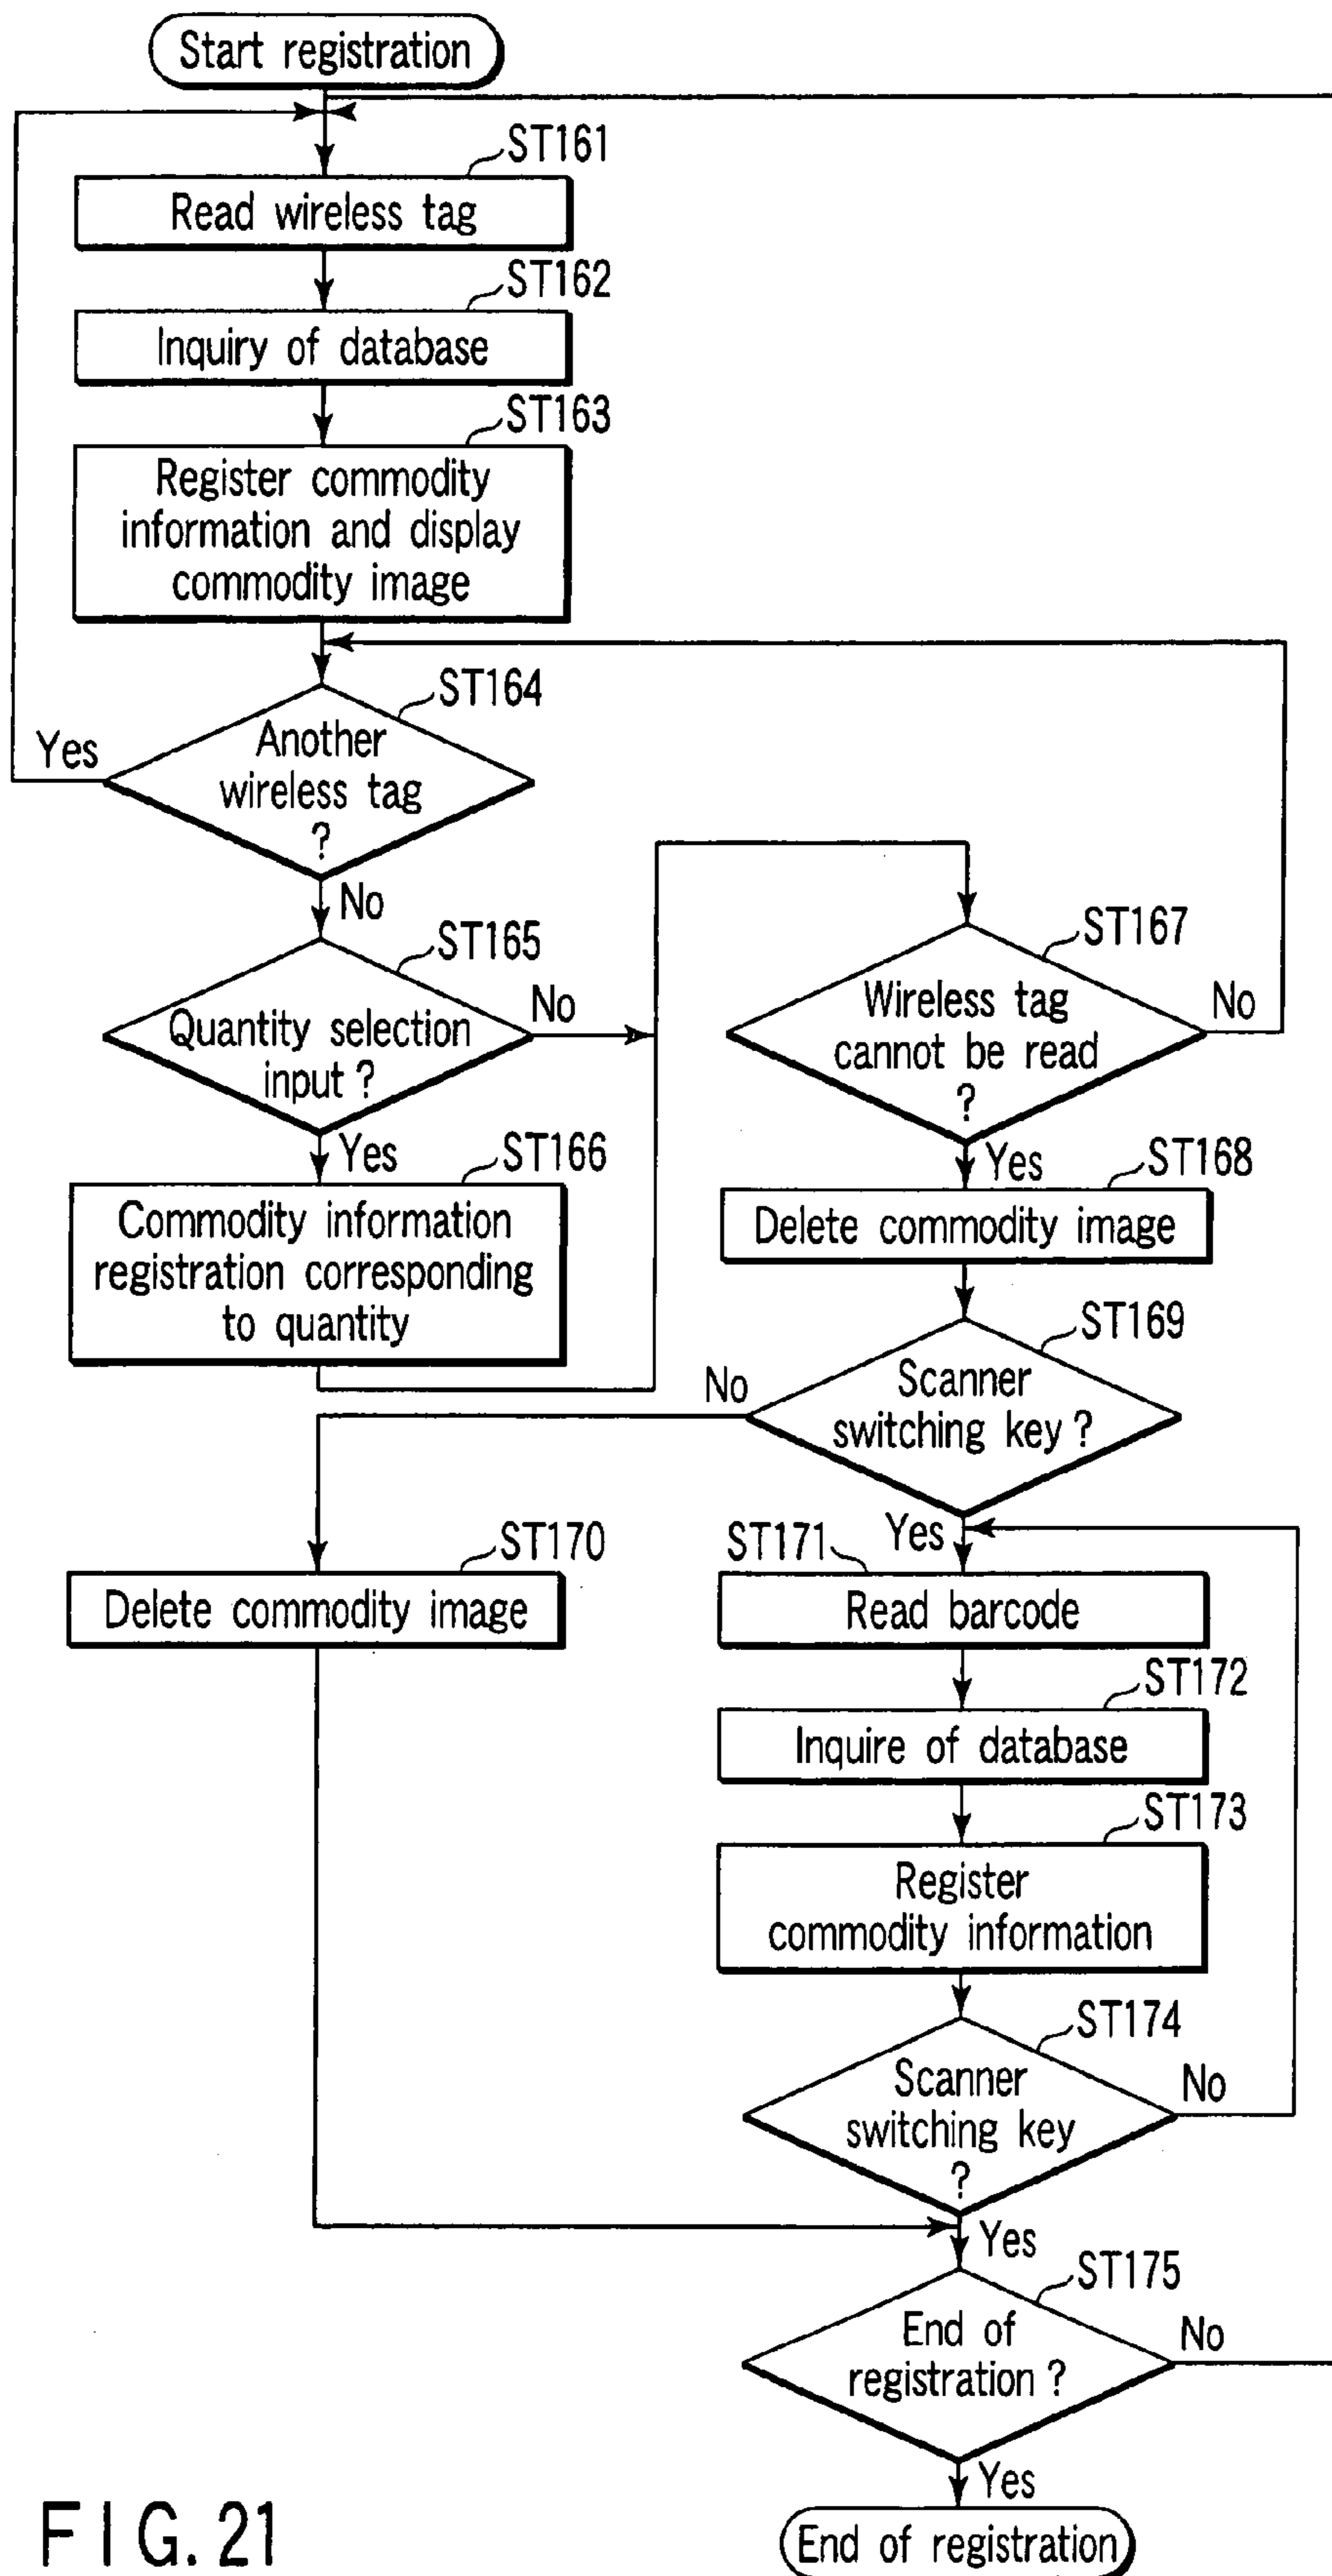 Start registration
ST161
Read wireless tag
ST162
Inquiry of database
ST163
Register commodity
information and display
commodity image
ST164
Another
wireless tag
?
Yes
No
ST165
Quantity selection
input ?
No
Yes
ST166
Commodity information
registration corresponding
to quantity
ST167
Wireless tag
cannot be read
?
No
Yes
ST168
Delete commodity image
ST169
Scanner
switching key ?
No
Yes
ST170
Delete commodity image
ST171
Read barcode
ST172
Inquire of database
ST173
Register
commodity information
ST174
Scanner
switching key
?
No
Yes
ST175
End of
registration ?
No
Yes
End of registration
FIG. 21